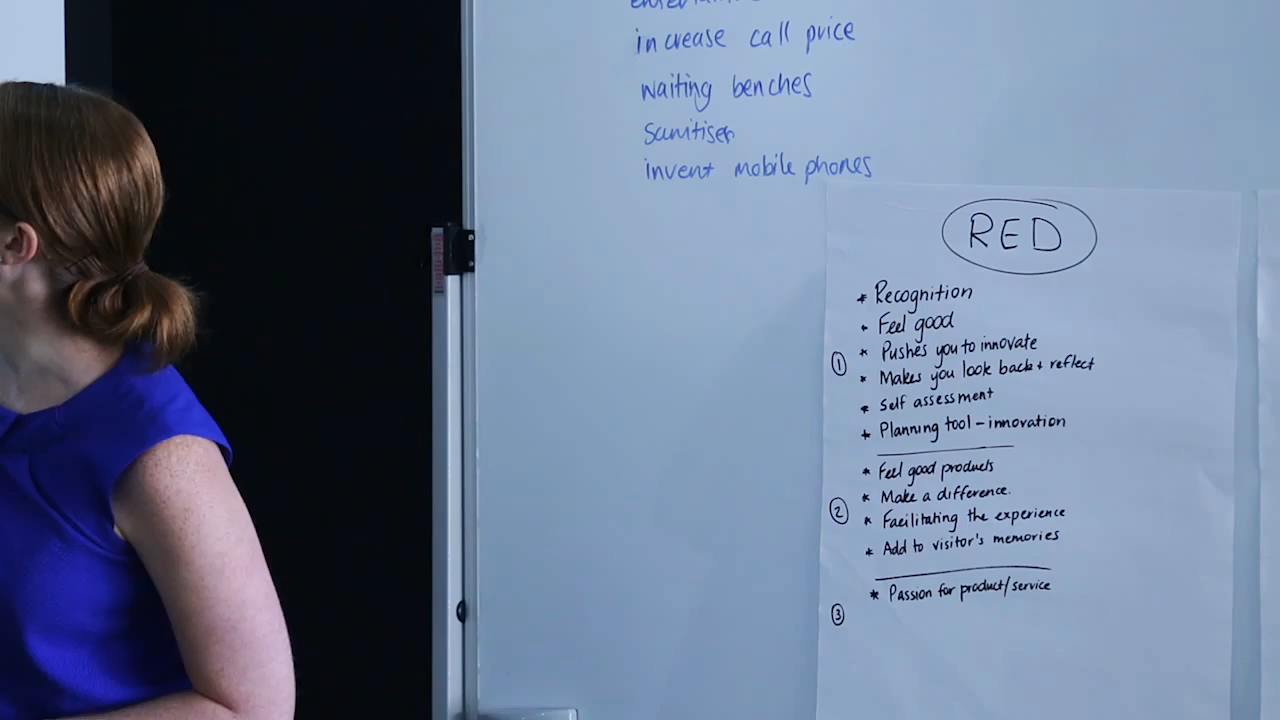 increase call price
waiting benches
Sanitiser
invent mobile phones
RED
* Recognition
* Feel good
* Pushes you to innovate
① * Makes you look back + reflect
* Self assessment
* Planning tool - innovation
* Feel good products
* Make a difference.
② * Facilitating the experience
* Add to visitor's memories
* Passion for product/service
③